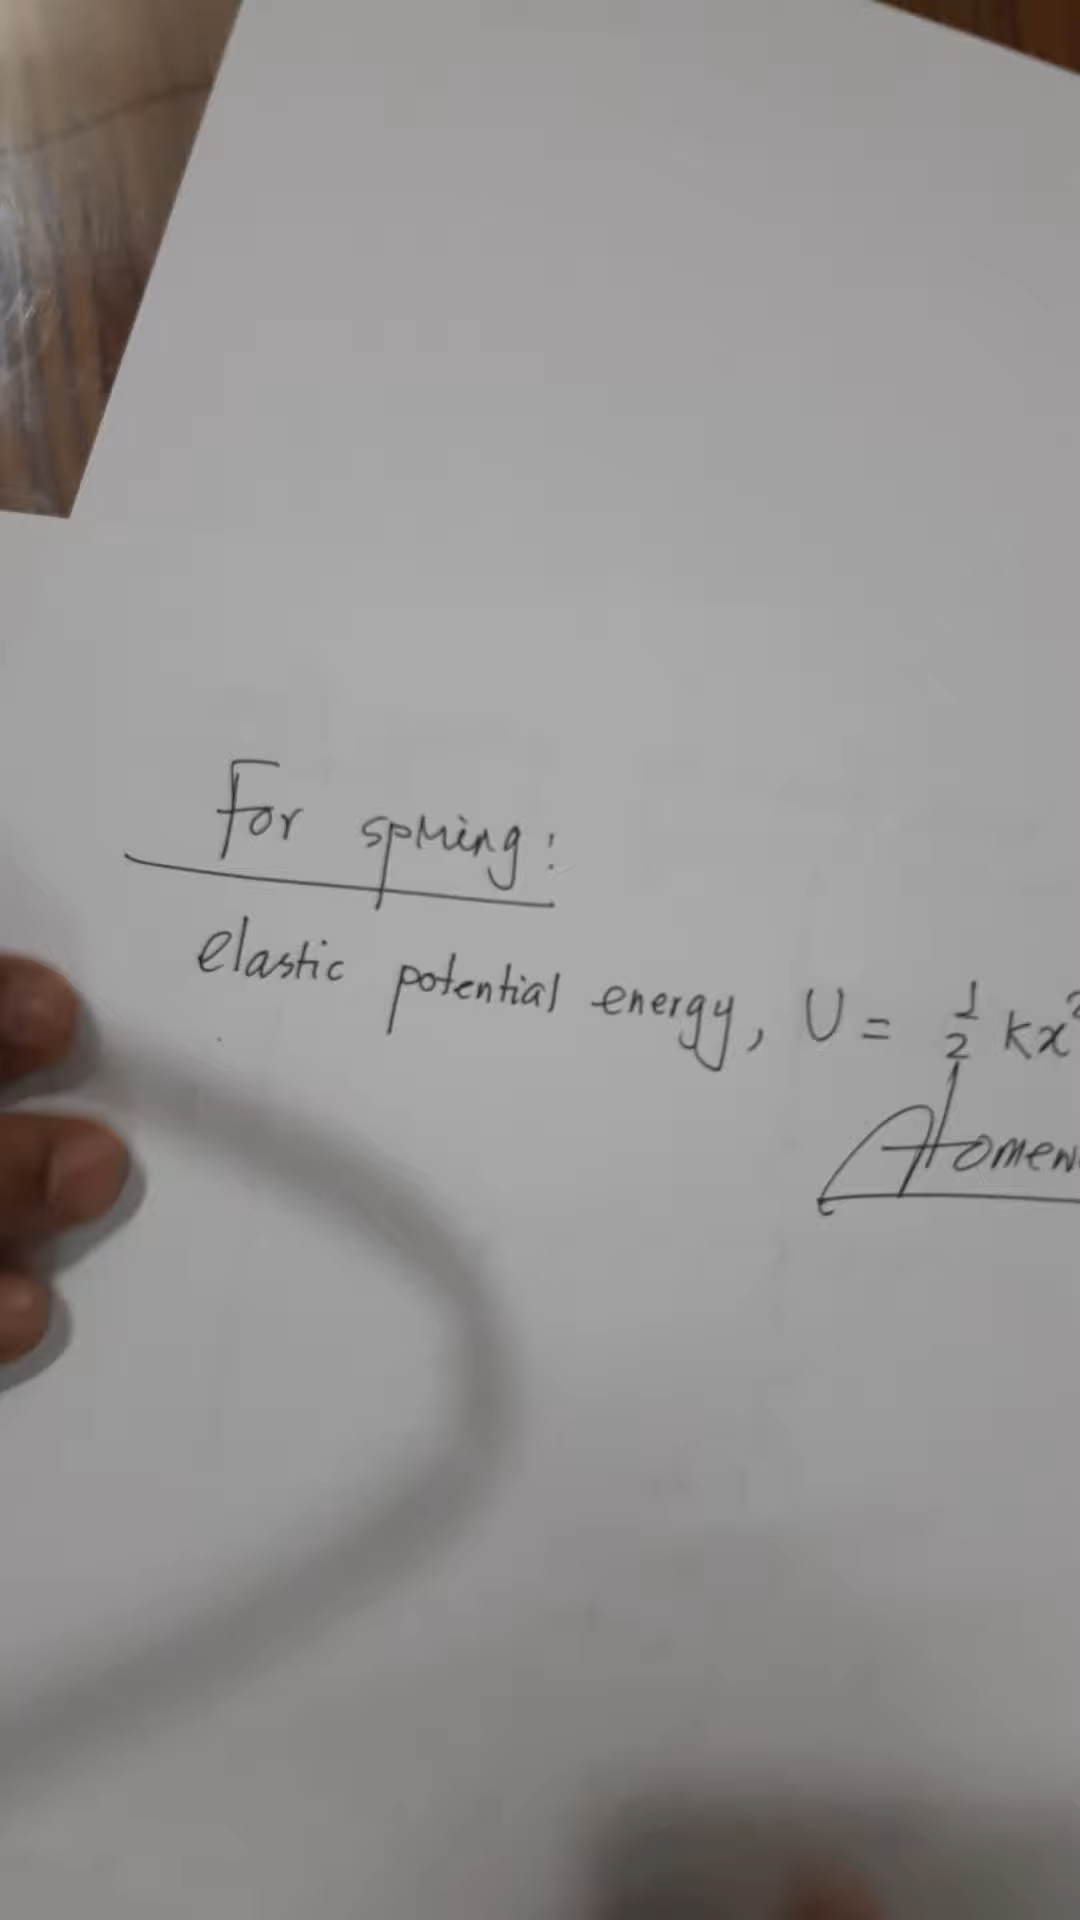 For spring:
elastic potential energy, U = ½ kx²